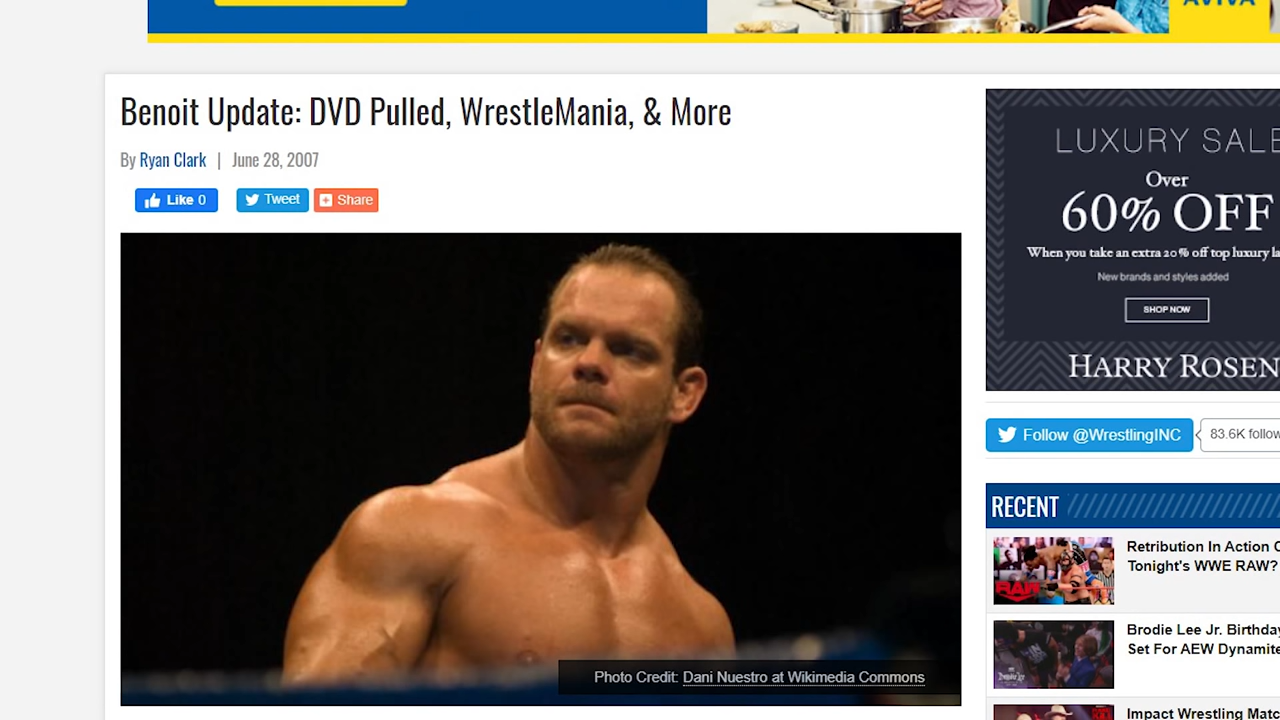 AVIVA
Benoit Update: DVD Pulled, WrestleMania, & More
By Ryan Clark | June 28, 2007
Like 0
Tweet
Share
Photo Credit: Dani Nuestro at Wikimedia Commons
LUXURY SALE
Over
60% OFF
When you take an extra 20% off top luxury
New brands and styles added
SHOP NOW
HARRY ROSEN
Follow @WrestlingINC
83.6K follow
RECENT
RAW
Retribution In Action
Tonight's WWE RAW?
Brodie Lee Jr. Birthday
Set For AEW Dynamite
Impact Wrestling Matc